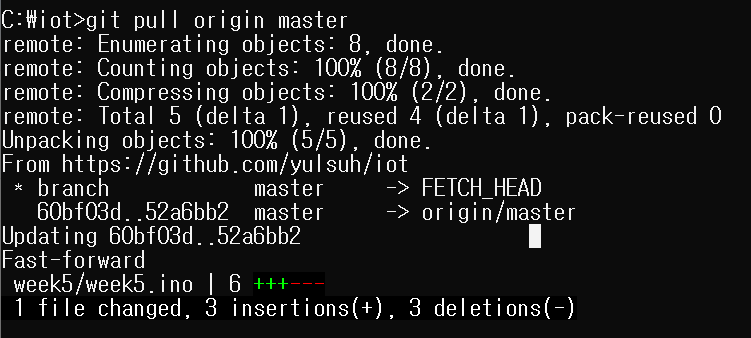 C:₩iot>git pull origin master
remote: Enumerating objects: 8, done.
remote: Counting objects: 100% (8/8), done.
remote: Compressing objects: 100% (2/2), done.
remote: Total 5 (delta 1), reused 4 (delta 1), pack-reused 0
Unpacking objects: 100% (5/5), done.
From https://github.com/yulsuh/iot
 * branch            master     -> FETCH_HEAD
   60bf03d..52a6bb2  master     -> origin/master
Updating 60bf03d..52a6bb2
Fast-forward
 week5/week5.ino | 6 +++---
 1 file changed, 3 insertions(+), 3 deletions(-)